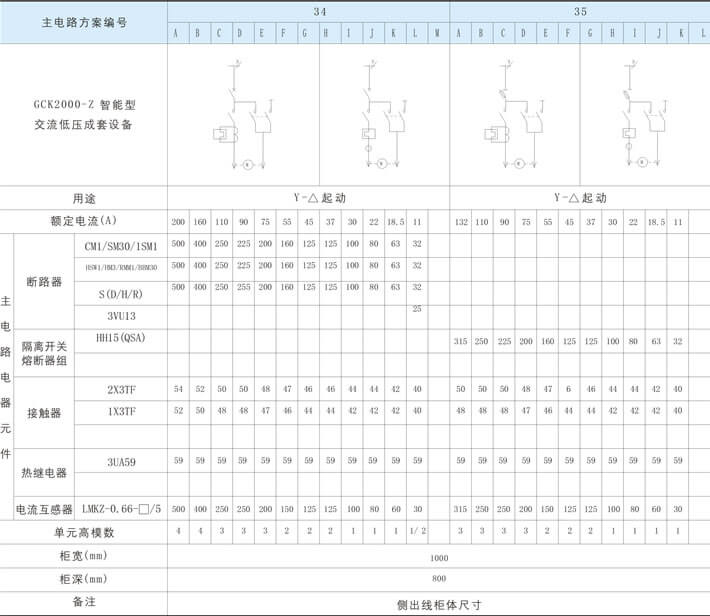 主电路方案编号 34 35
A B C D E F G H I J K L M A B C D E F G H I J K L
GCK2000-Z 智能型
交流低压成套设备
用途 Y-△起动 Y-△起动
额定电流(A) 200 160 110 90 75 55 45 37 30 22 18.5 11 132 110 90 75 55 45 37 30 22 18.5 11
主电路电器元件
断路器
CM1/SM30/1SM1 500 400 250 225 200 160 125 125 100 80 63 32
HSW1/HM3/RMM1/BBM30 500 400 250 225 200 160 125 125 100 80 63 32
S(D/H/R) 500 400 250 255 200 160 125 125 100 80 63 32
3VU13 25
隔离开关
熔断器组
HH15(QSA) 315 250 225 200 160 125 125 100 80 63 32
接触器
2X3TF 54 52 50 50 48 47 46 46 44 44 42 40 50 50 50 48 47 6 46 44 44 42 40
1X3TF 52 50 48 48 47 46 44 44 42 42 42 40 48 48 48 47 46 44 44 42 42 42 40
热继电器
3UA59 59 59 59 59 59 59 59 59 59 59 59 59 59 59 59 59 59 59 59 59 59 59 59
电流互感器 LMKZ-0.66-□/5 500 400 250 250 200 150 125 125 100 80 60 30 315 250 250 200 150 125 125 100 80 60 30
单元高模数 4 4 3 3 3 2 2 2 1 1 1 1/2 3 3 3 3 2 2 2 1 1 1 1
柜宽(mm) 1000
柜深(mm) 800
备注 侧出线柜体尺寸